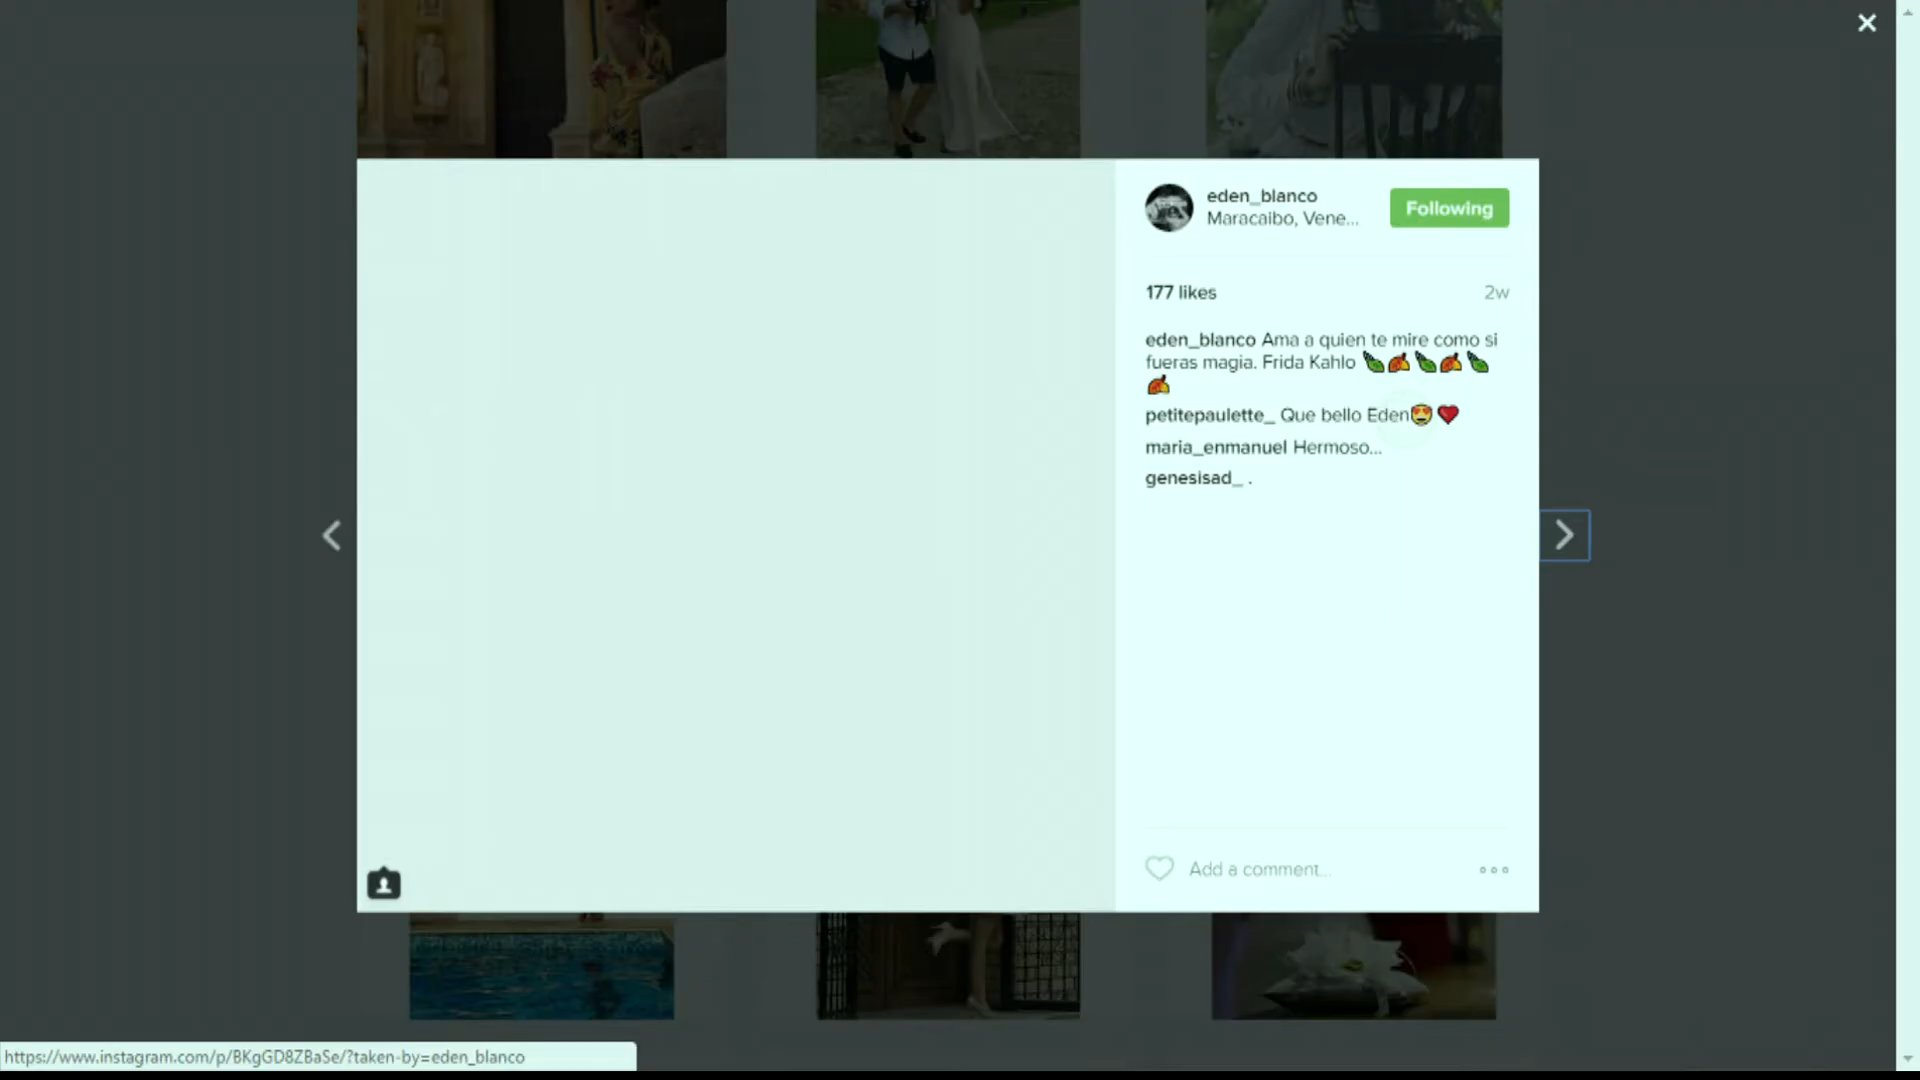 eden_blanco
Maracaibo, Vene...
Following
177 likes
2w
eden_blanco Ama a quien te mire como si
fueras magia. Frida Kahlo 🍃🍂🍃🍂🍃
🍂
petitepaulette_ Que bello Eden😍❤
maria_enmanuel Hermoso...
genesisad_ .
Add a comment...
https://www.instagram.com/p/BKgGD8ZBaSe/?taken-by=eden_blanco